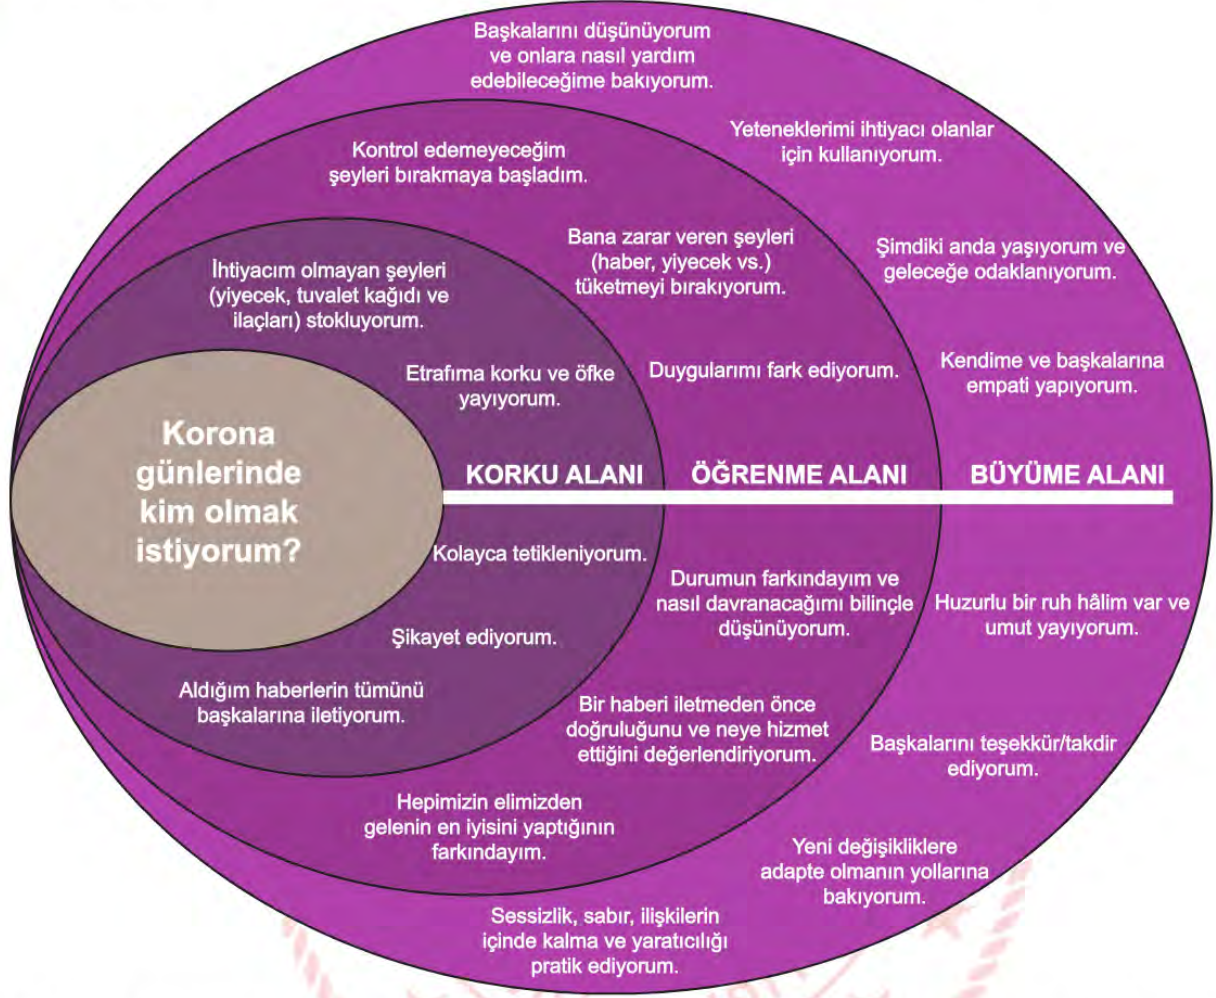 Başkalarını düşünüyorum
ve onlara nasıl yardım
edebileceğime bakıyorum.
Yeteneklerimi ihtiyacı olanlar
için kullanıyorum.
Kontrol edemeyeceğim
şeyleri bırakmaya başladım.
Bana zarar veren şeyleri
(haber, yiyecek vs.)
tüketmeyi bırakıyorum.
Şimdiki anda yaşıyorum ve
geleceğe odaklanıyorum.
İhtiyacım olmayan şeyleri
(yiyecek, tuvalet kağıdı ve
ilaçları) stokluyorum.
Etrafıma korku ve öfke
yayıyorum.
Duygularımı fark ediyorum.
Kendime ve başkalarına
empati yapıyorum.
Korona
günlerinde
kim olmak
istiyorum?
KORKU ALANI
ÖĞRENME ALANI
BÜYÜME ALANI
Kolayca tetikleniyorum.
Durumun farkındayım ve
nasıl davranacağımı bilinçle
düşünüyorum.
Huzurlu bir ruh hâlim var ve
umut yayıyorum.
Şikayet ediyorum.
Aldığım haberlerin tümünü
başkalarına iletiyorum.
Bir haberi iletmeden önce
doğruluğunu ve neye hizmet
ettiğini değerlendiriyorum.
Başkalarını teşekkür/takdir
ediyorum.
Hepimizin elimizden
gelenin en iyisini yaptığının
farkındayım.
Yeni değişikliklere
adapte olmanın yollarına
bakıyorum.
Sessizlik, sabır, ilişkilerin
içinde kalma ve yaratıcılığı
pratik ediyorum.